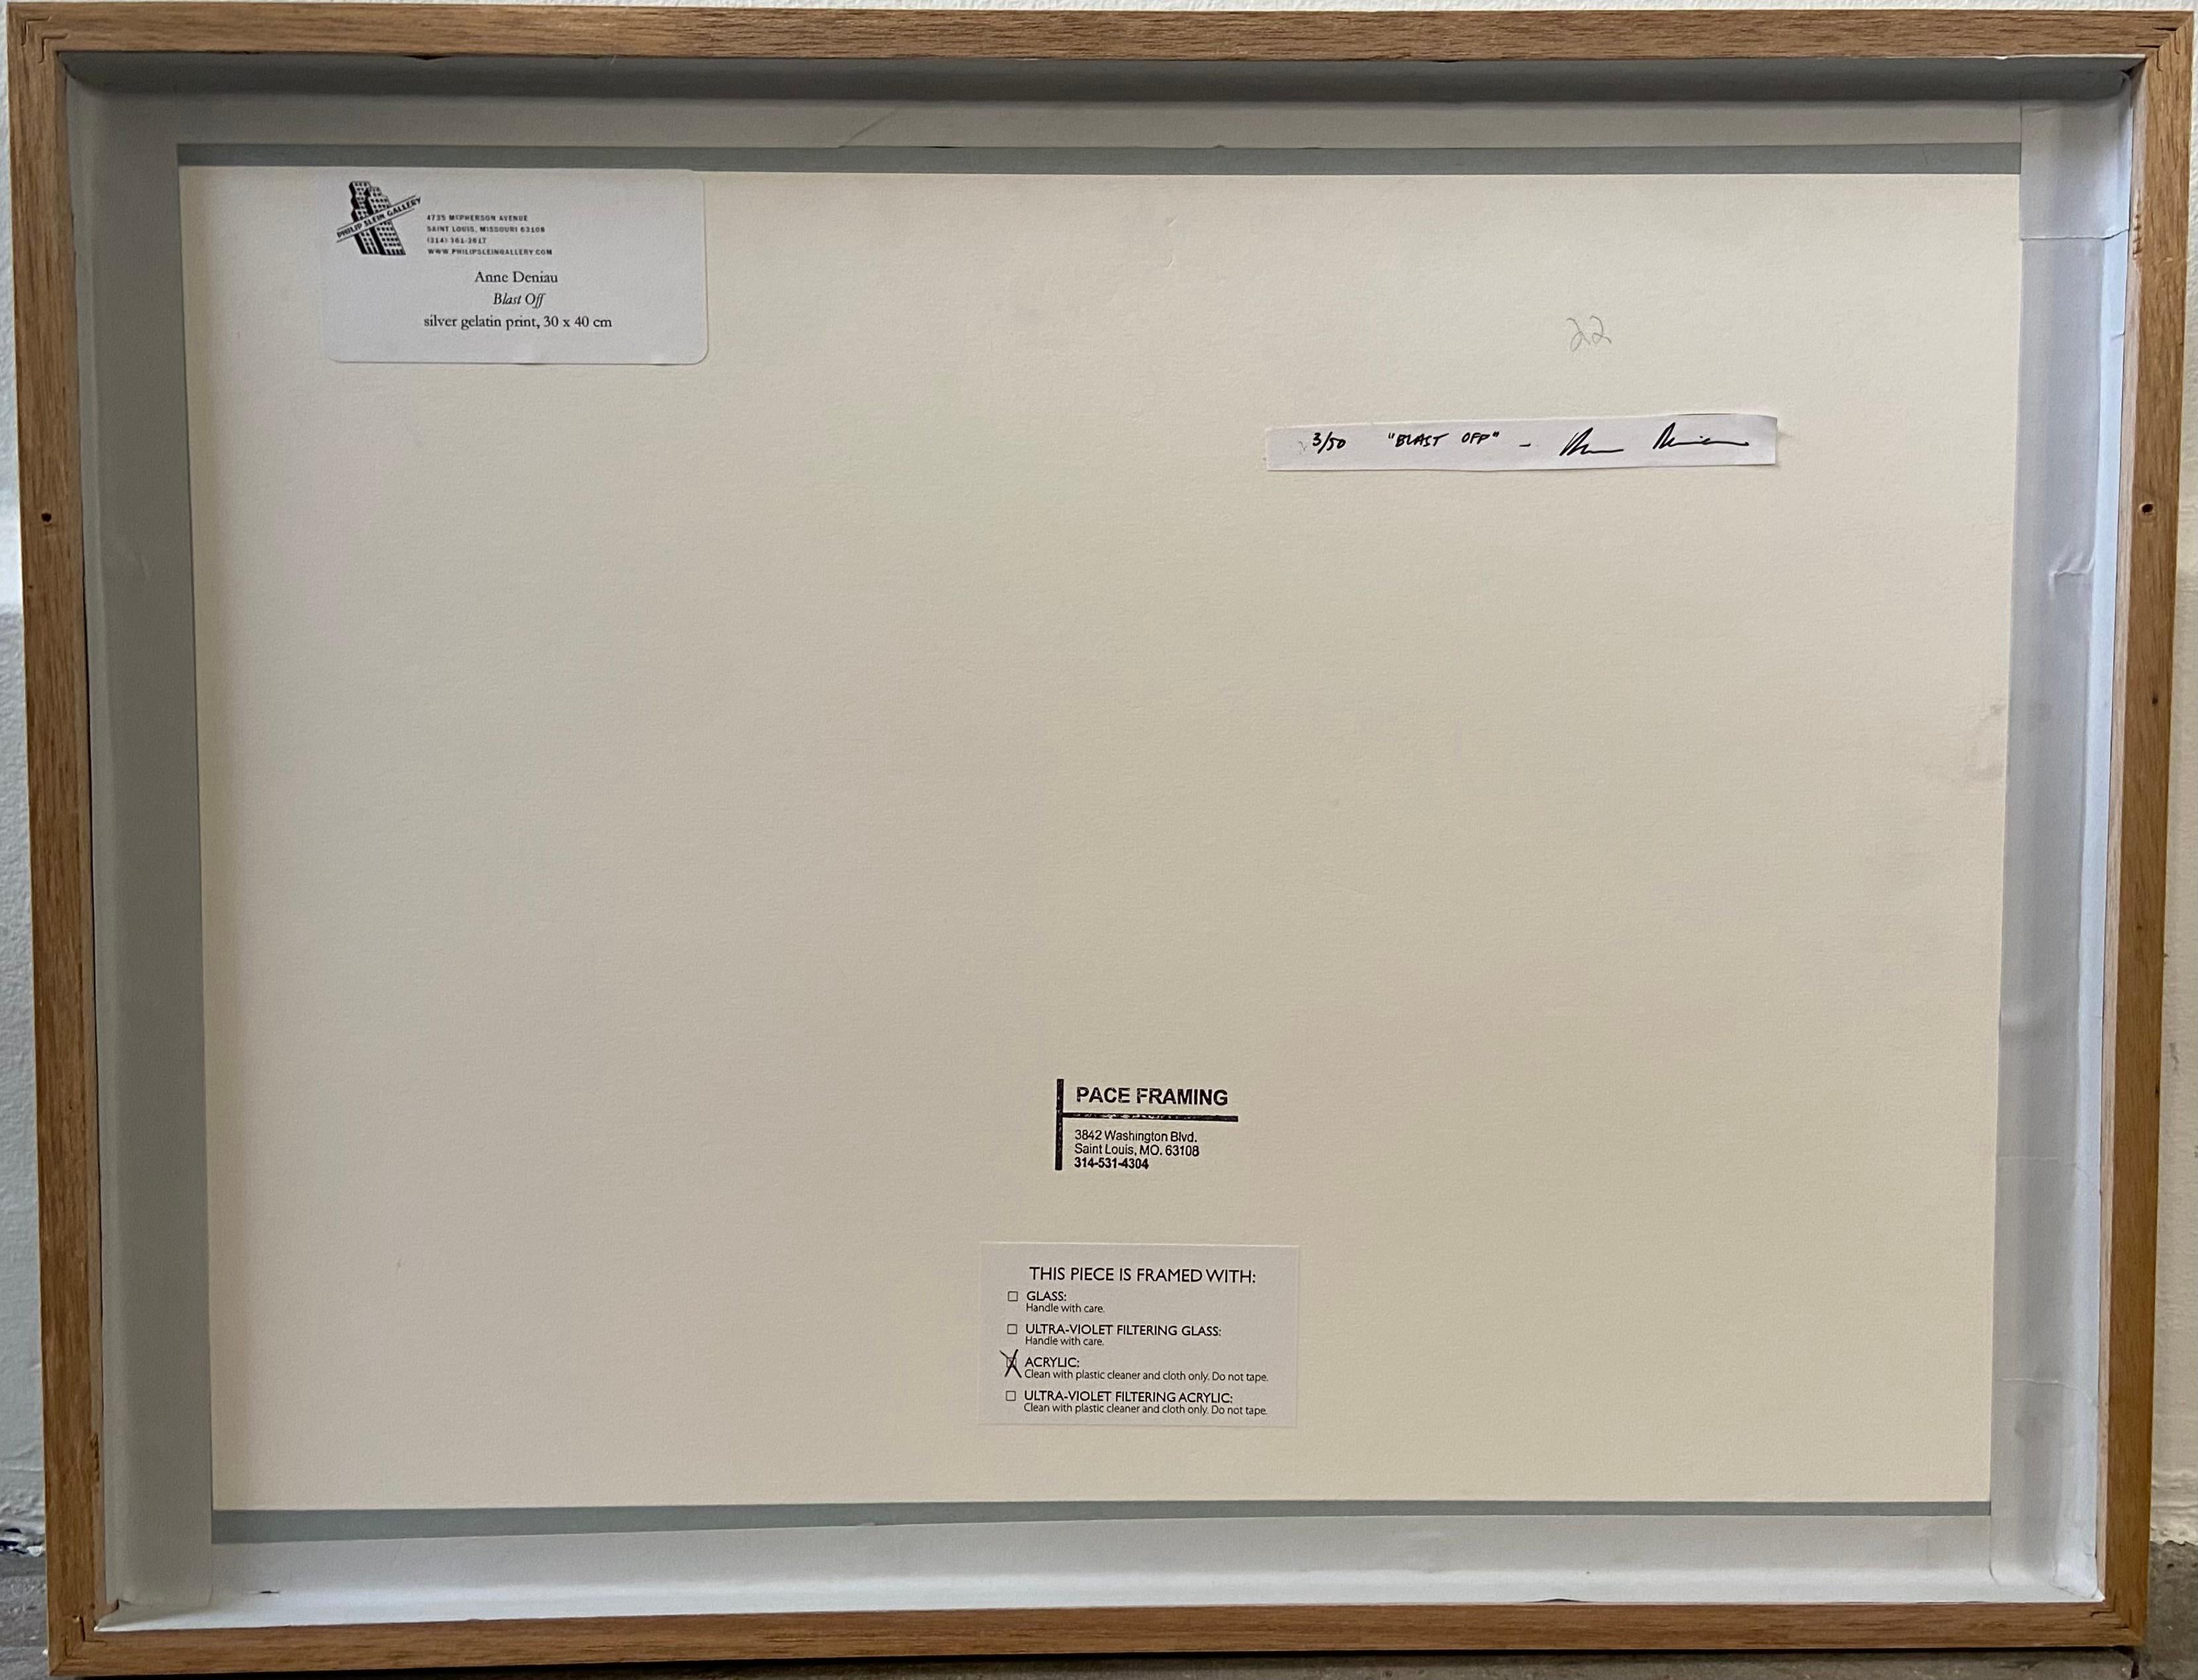 PHILIP SLEIN GALLERY
4735 MCPHERSON AVENUE
SAINT LOUIS, MISSOURI 63108
(314) 361-2617
WWW.PHILIPSLEINGALLERY.COM
Anne Deniau
Blast Off
silver gelatin print, 30 x 40 cm
22
3/50 "BLAST OFF" –
PACE FRAMING
3842 Washington Blvd.
Saint Louis, MO. 63108
314-531-4304
THIS PIECE IS FRAMED WITH:
GLASS:
Handle with care.
ULTRA-VIOLET FILTERING GLASS:
Handle with care.
ACRYLIC:
Clean with plastic cleaner and cloth only. Do not tape.
ULTRA-VIOLET FILTERING ACRYLIC:
Clean with plastic cleaner and cloth only. Do not tape.